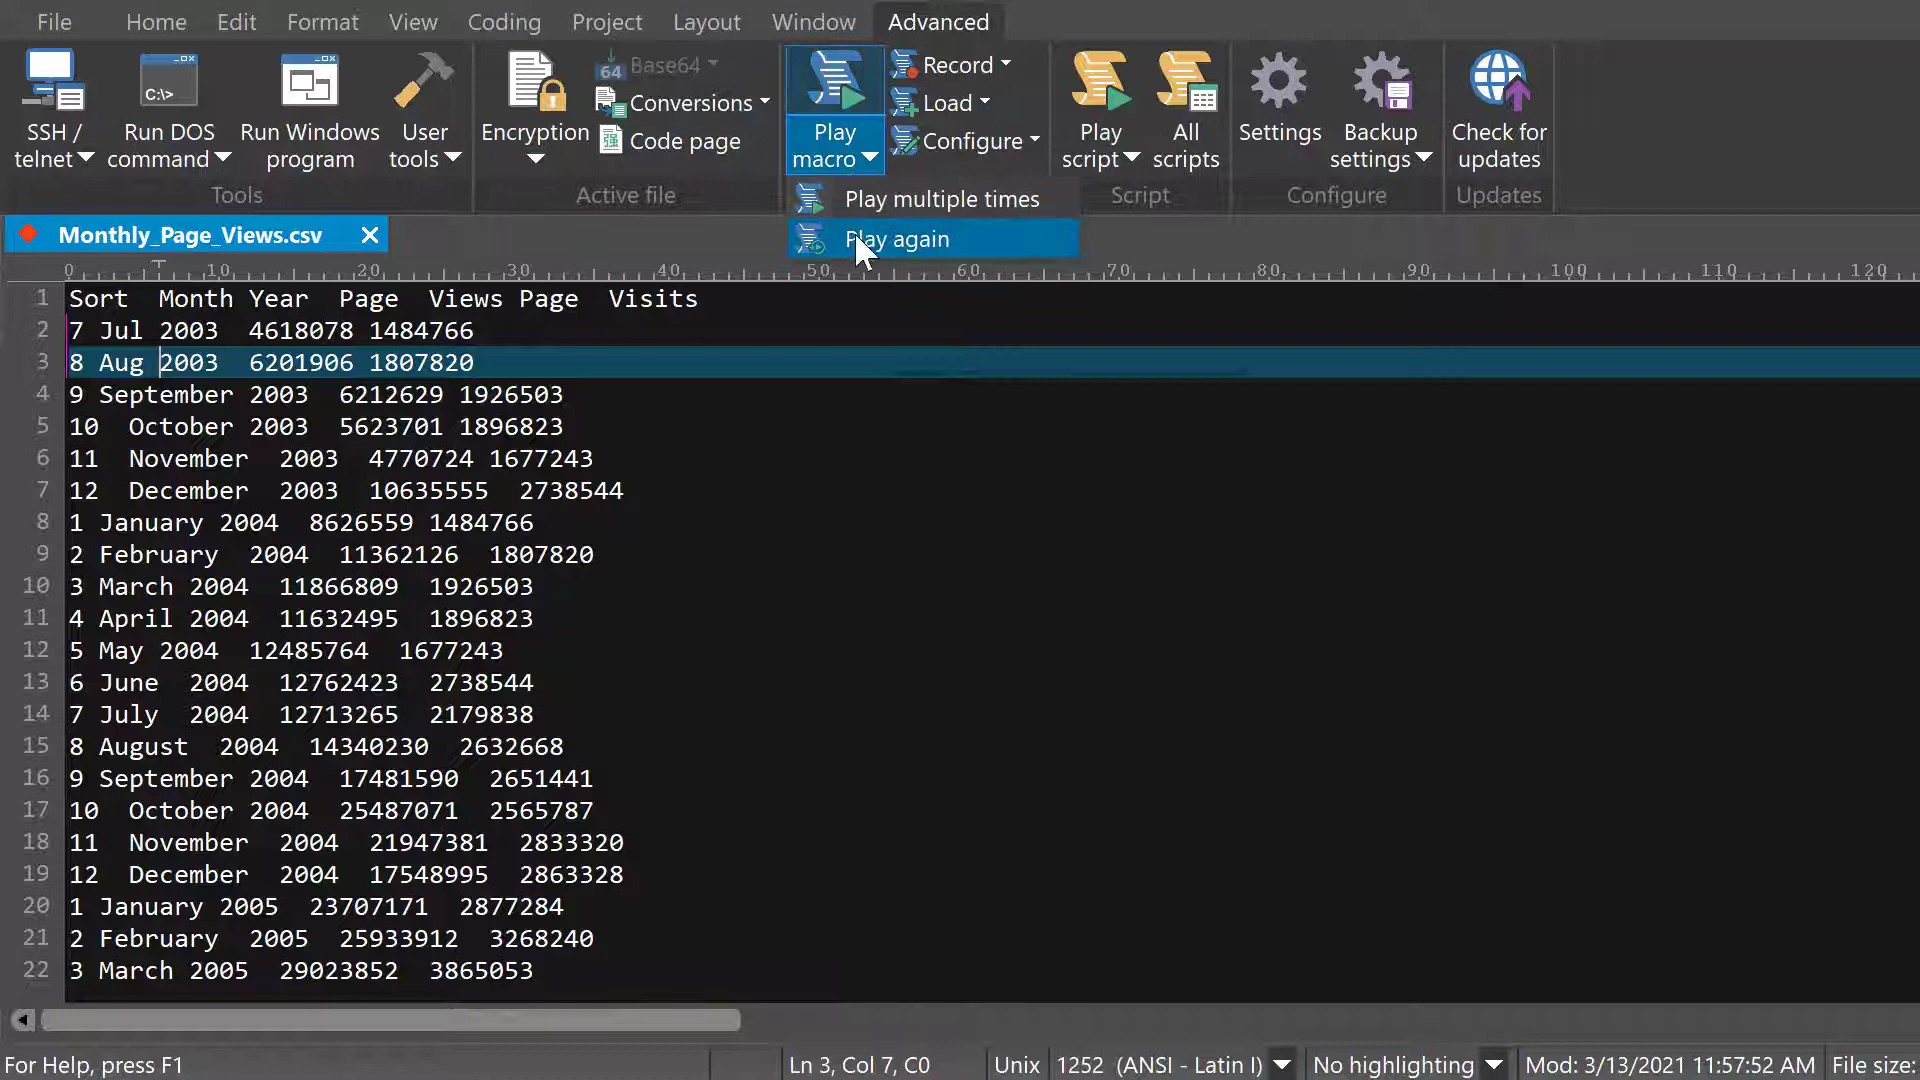 File Home Edit Format View Coding Project Layout Window Advanced
SSH / telnet
Run DOS command
C:\>
Run Windows program
User tools
Tools
Encryption
64 Base64
Conversions
强 Code page
Active file
Play macro
Record
Load
Configure
Play multiple times
Play again
Play script
All scripts
Script
Settings
Backup settings
Configure
Check for updates
Updates
Monthly_Page_Views.csv
0 10 20 30 40 50 60 70 80 90 100 110 120
1 Sort Month Year Page Views Page Visits
2 7 Jul 2003 4618078 1484766
3 8 Aug 2003 6201906 1807820
4 9 September 2003 6212629 1926503
5 10 October 2003 5623701 1896823
6 11 November 2003 4770724 1677243
7 12 December 2003 10635555 2738544
8 1 January 2004 8626559 1484766
9 2 February 2004 11362126 1807820
10 3 March 2004 11866809 1926503
11 4 April 2004 11632495 1896823
12 5 May 2004 12485764 1677243
13 6 June 2004 12762423 2738544
14 7 July 2004 12713265 2179838
15 8 August 2004 14340230 2632668
16 9 September 2004 17481590 2651441
17 10 October 2004 25487071 2565787
18 11 November 2004 21947381 2833320
19 12 December 2004 17548995 2863328
20 1 January 2005 23707171 2877284
21 2 February 2005 25933912 3268240
22 3 March 2005 29023852 3865053
For Help, press F1 Ln 3, Col 7, C0 Unix 1252 (ANSI - Latin I) No highlighting Mod: 3/13/2021 11:57:52 AM File size: